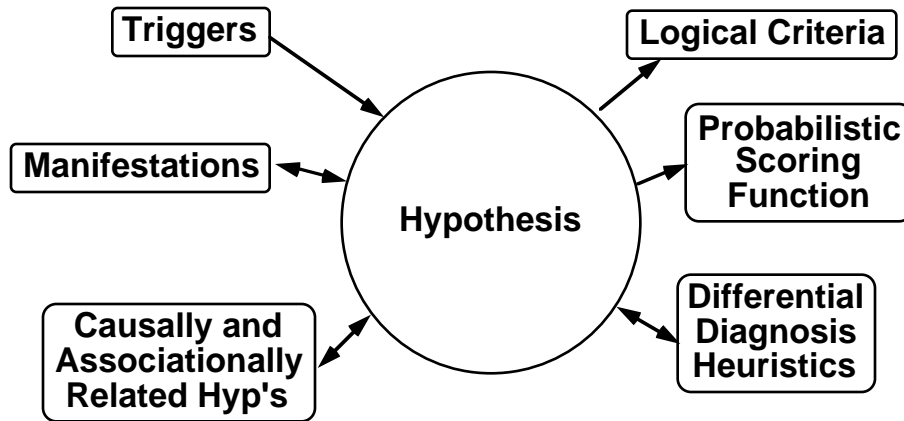 Triggers
Logical Criteria
Manifestations
Probabilistic
Scoring
Function
Hypothesis
Causally and
Associationally
Related Hyp's
Differential
Diagnosis
Heuristics